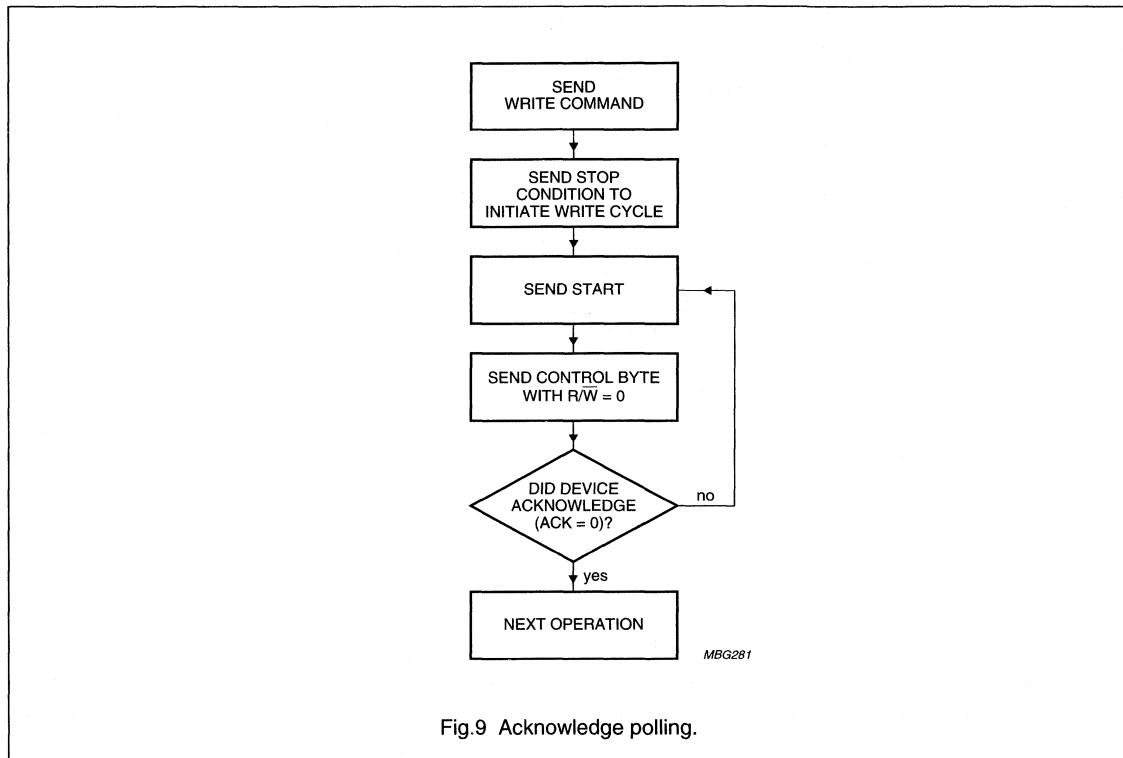 SEND
WRITE COMMAND
SEND STOP
CONDITION TO
INITIATE WRITE CYCLE
SEND START
SEND CONTROL BYTE
WITH R/W̅ = 0
DID DEVICE
ACKNOWLEDGE
(ACK = 0)?
no
yes
NEXT OPERATION
MBG281
Fig.9 Acknowledge polling.